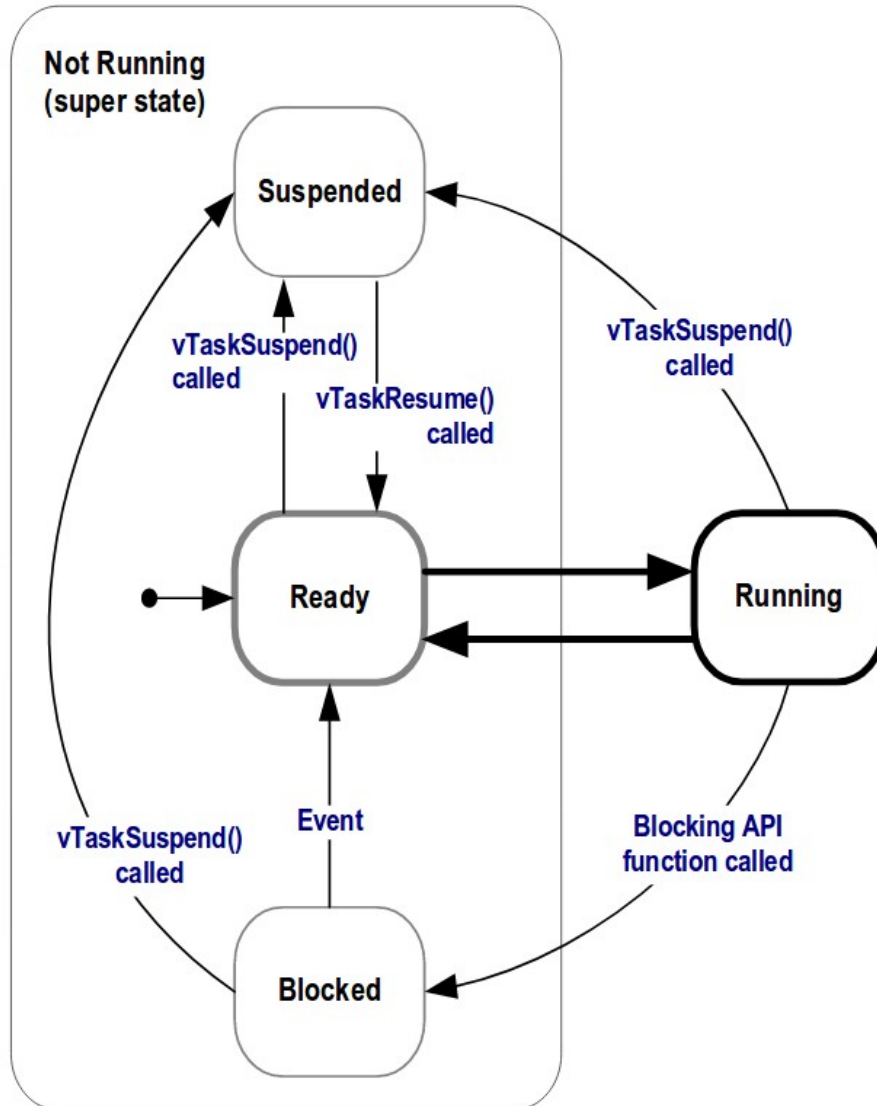 Not Running
(super state)
Suspended
vTaskSuspend()
called
vTaskResume()
called
vTaskSuspend()
called
Ready
Running
vTaskSuspend()
called
Event
Blocking API
function called
Blocked